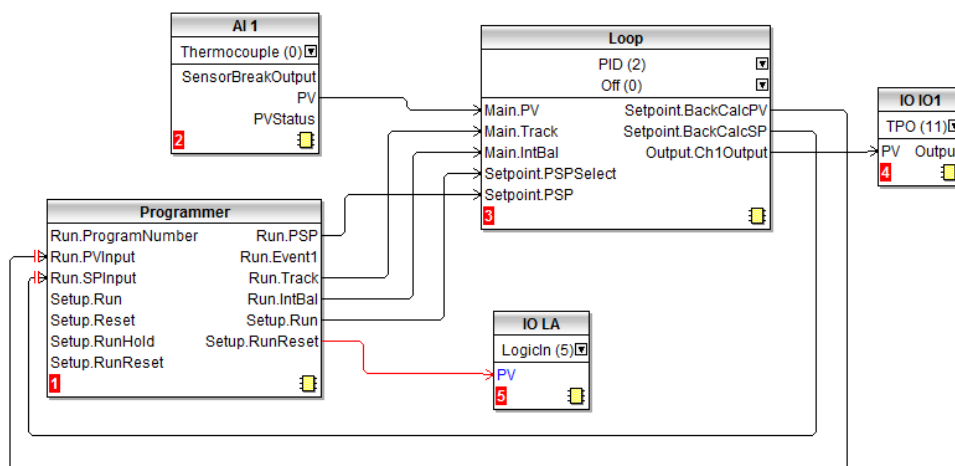 AI 1
Thermocouple (0)
SensorBreakOutput
PV
PVStatus
2
Loop
PID (2)
Off (0)
Main.PV Setpoint.BackCalcPV
Main.Track Setpoint.BackCalcSP
Main.IntBal Output.Ch1Output
Setpoint.PSPSelect
Setpoint.PSP
3
IO IO1
TPO (11)
PV Outpu
4
Programmer
Run.ProgramNumber Run.PSP
Run.PVInput Run.Event1
Run.SPInput Run.Track
Setup.Run Run.IntBal
Setup.Reset Setup.Run
Setup.RunHold Setup.RunReset
Setup.RunReset
1
IO LA
LogicIn (5)
PV
5